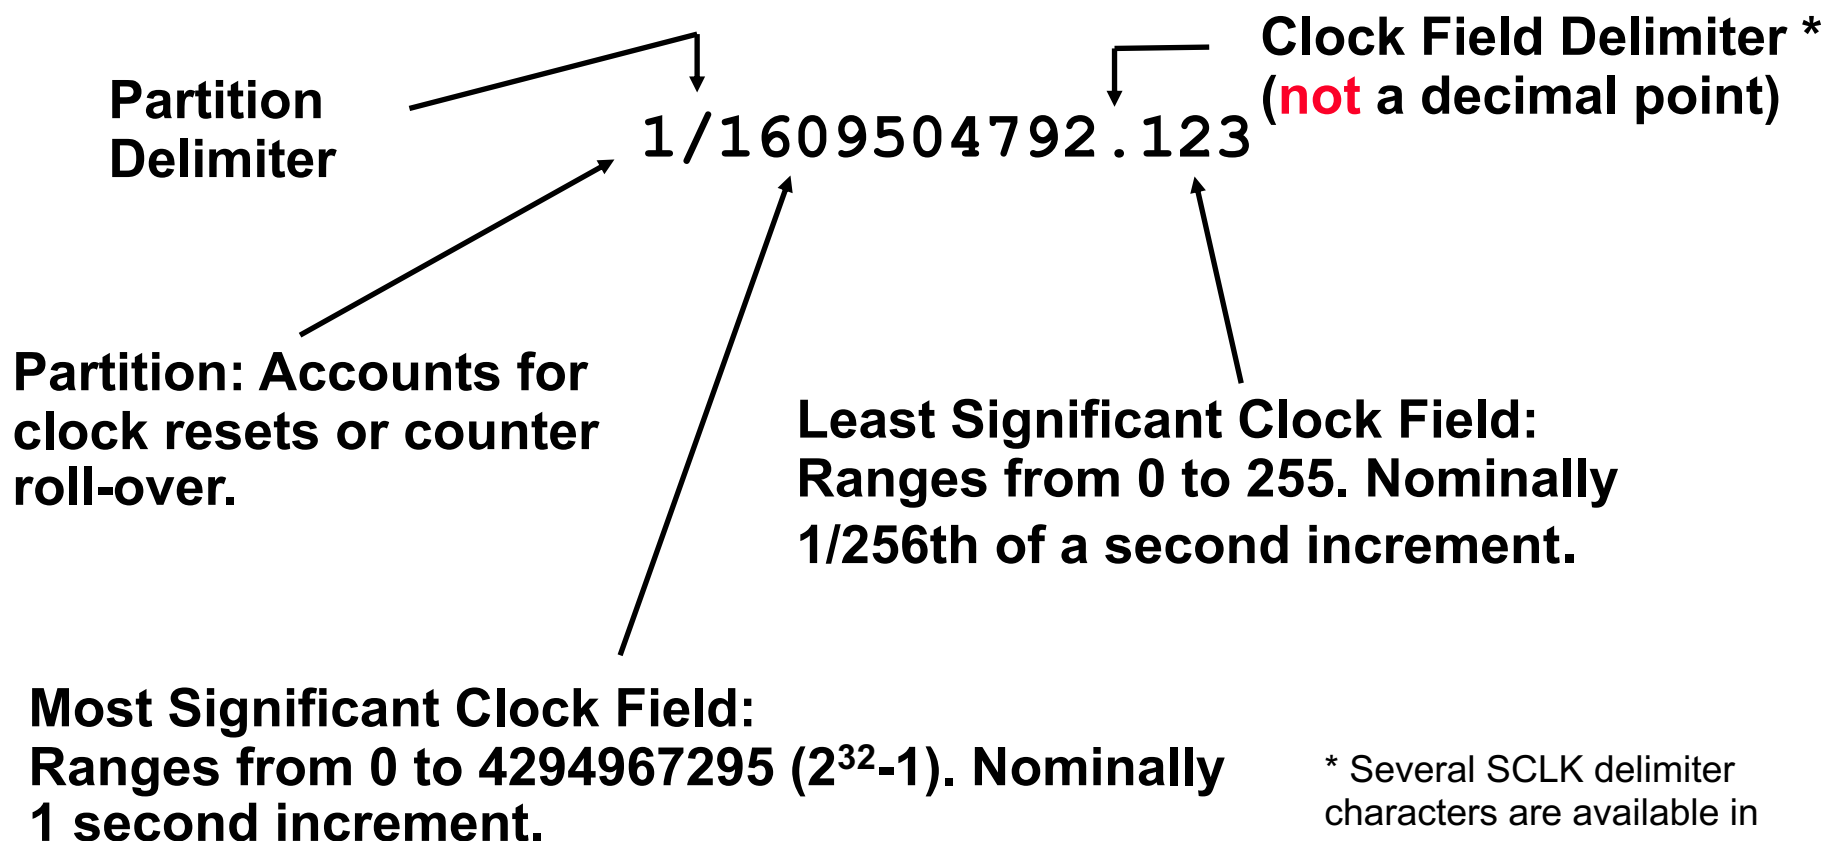 Partition
Delimiter
Clock Field Delimiter *
(not a decimal point)
1/1609504792.123
Partition: Accounts for
clock resets or counter
roll-over.
Least Significant Clock Field:
Ranges from 0 to 255. Nominally
1/256th of a second increment.
Most Significant Clock Field:
Ranges from 0 to 4294967295 (2³²-1). Nominally
1 second increment.
* Several SCLK delimiter
characters are available in